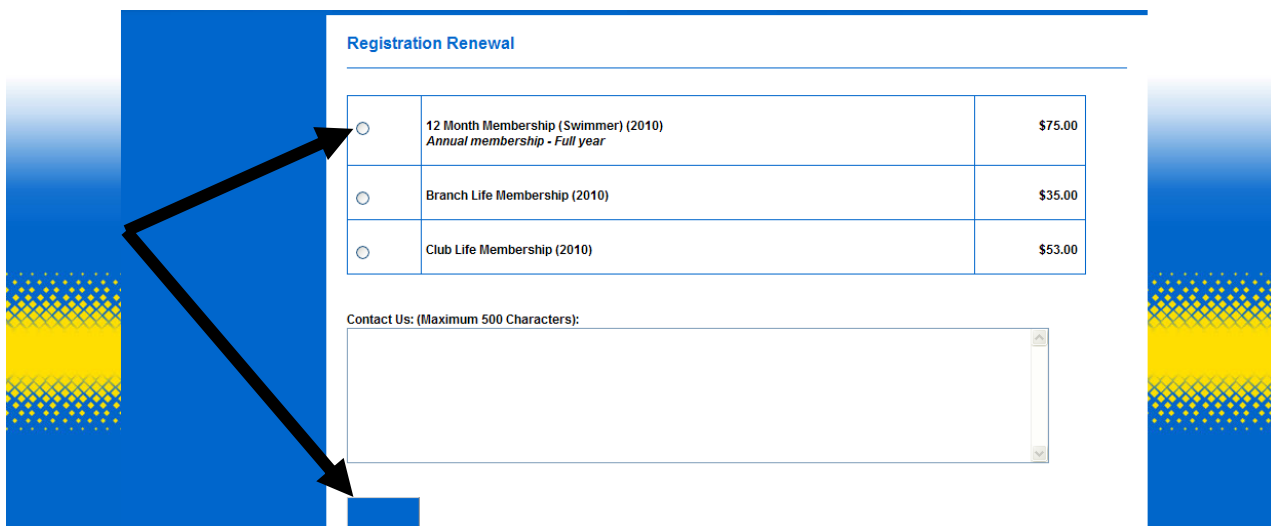 Registration Renewal
12 Month Membership (Swimmer) (2010) $75.00
Annual membership - Full year
Branch Life Membership (2010) $35.00
Club Life Membership (2010) $53.00
Contact Us: (Maximum 500 Characters):